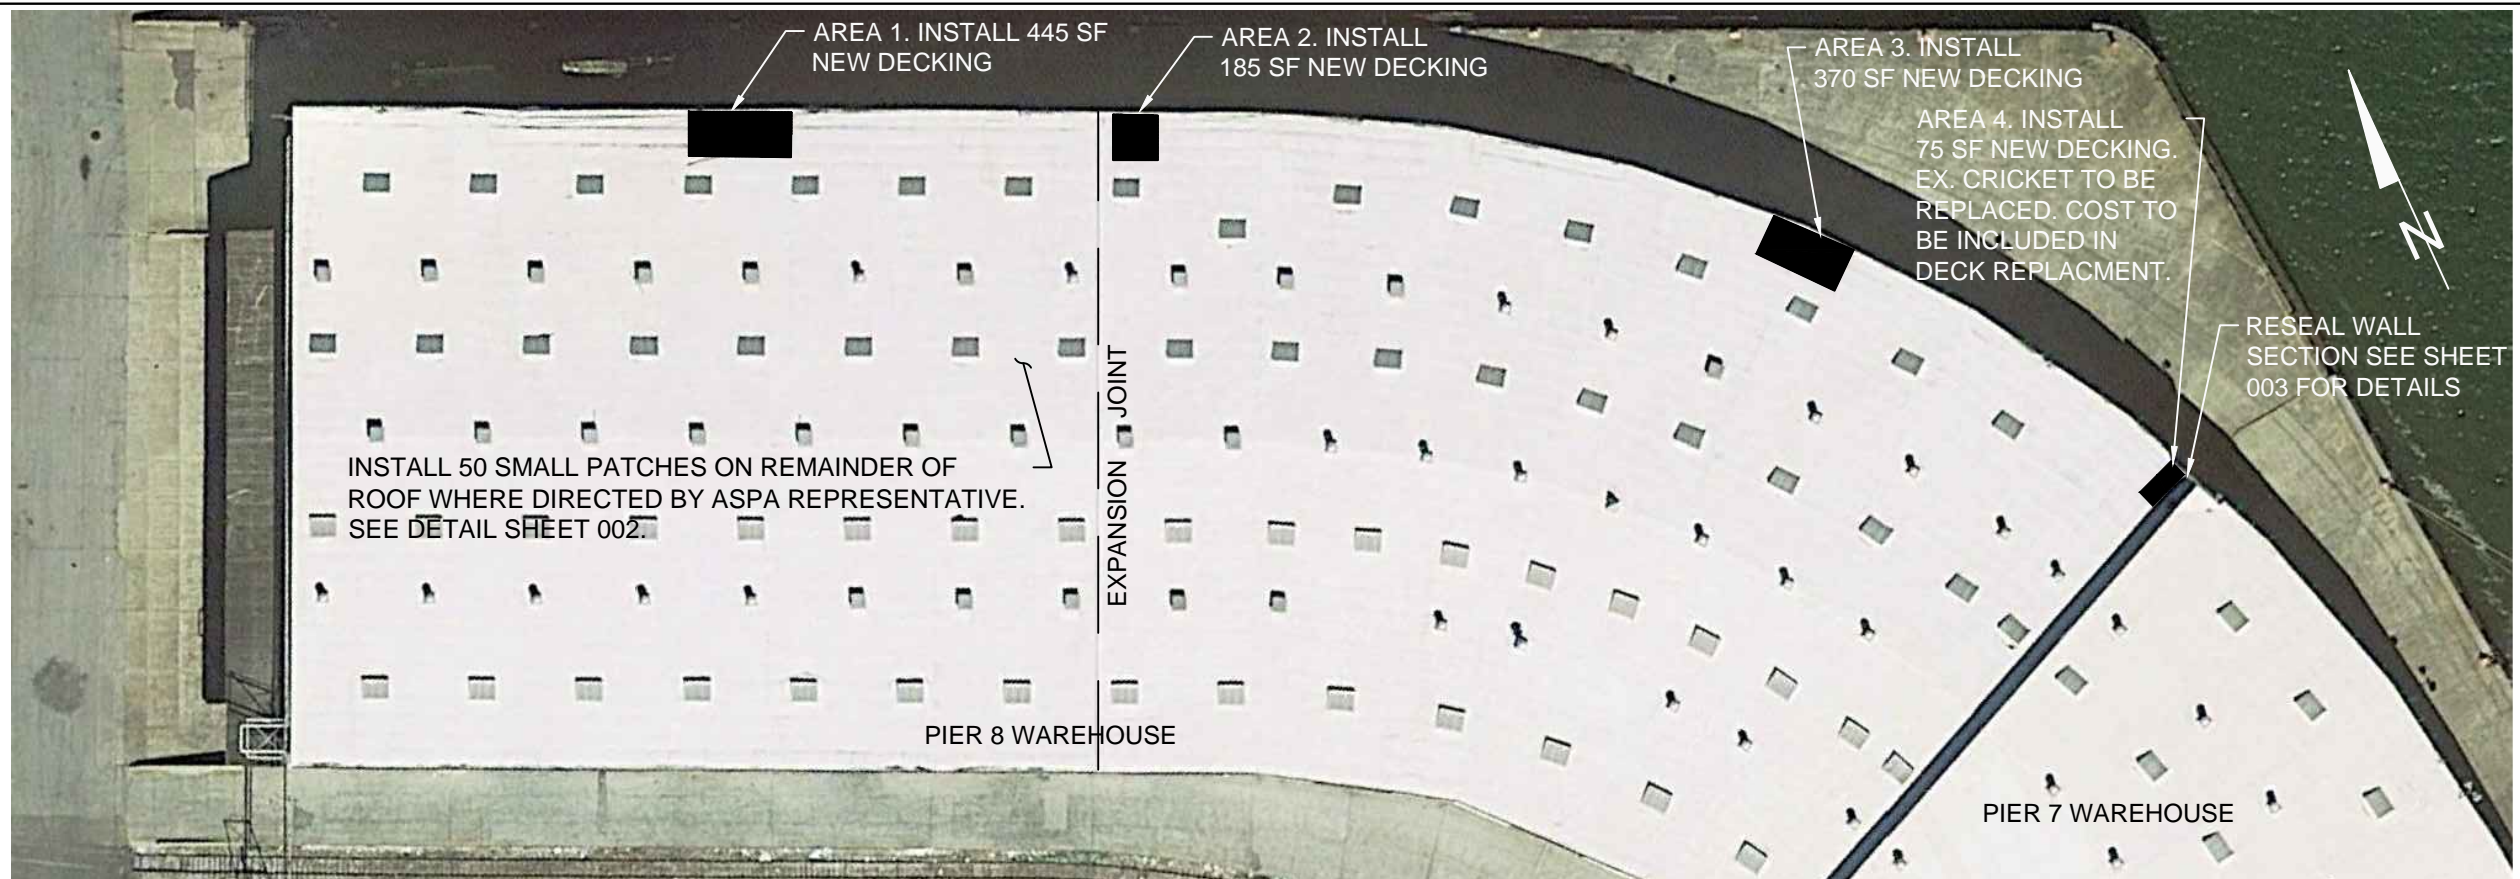 AREA 1. INSTALL 445 SF
NEW DECKING
AREA 2. INSTALL
185 SF NEW DECKING
AREA 3. INSTALL
370 SF NEW DECKING
AREA 4. INSTALL
75 SF NEW DECKING.
EX. CRICKET TO BE
REPLACED. COST TO
BE INCLUDED IN
DECK REPLACMENT.
N
RESEAL WALL
SECTION SEE SHEET
003 FOR DETAILS
EXPANSION JOINT
INSTALL 50 SMALL PATCHES ON REMAINDER OF
ROOF WHERE DIRECTED BY ASPA REPRESENTATIVE.
SEE DETAIL SHEET 002.
PIER 8 WAREHOUSE
PIER 7 WAREHOUSE